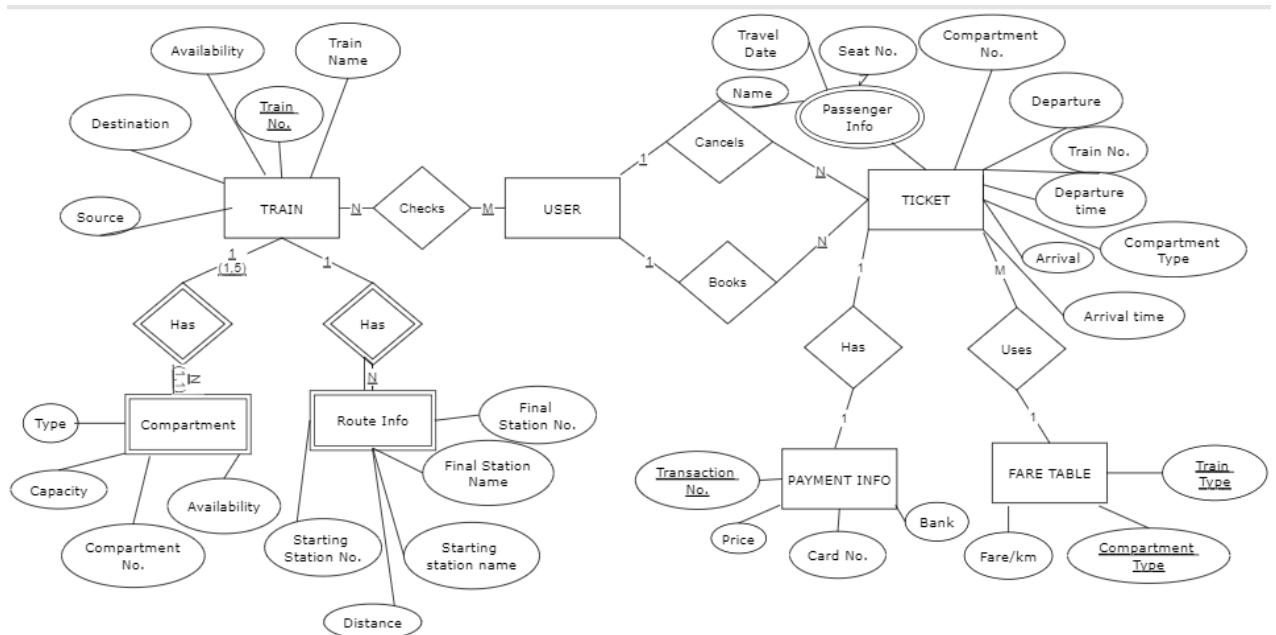 Travel
Date
Seat No.
Compartment
No.
Availability
Train
Name
Name
Passenger
Info
Departure
Destination
Train
No.
Cancels
Train No.
Source
TRAIN
N
Checks
M
USER
1
N
TICKET
Departure
time
1
Books
N
Arrival
Compartment
Type
1
(1,5)
1
1
M
Arrival time
Has
Has
Has
Uses
N
(1,1)
N
1
1
Type
Compartment
Route Info
Final
Station No.
Capacity
Availability
Final Station
Name
Compartment
No.
Starting
Station No.
Starting
station name
Distance
Transaction
No.
PAYMENT INFO
Price
Card No.
Bank
FARE TABLE
Train
Type
Fare/km
Compartment
Type